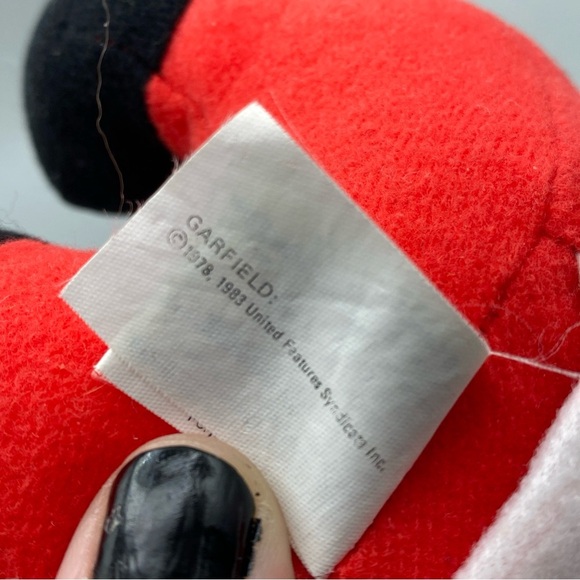 GARFIELD:
©1978, 1983 United Features Syndicate Inc.